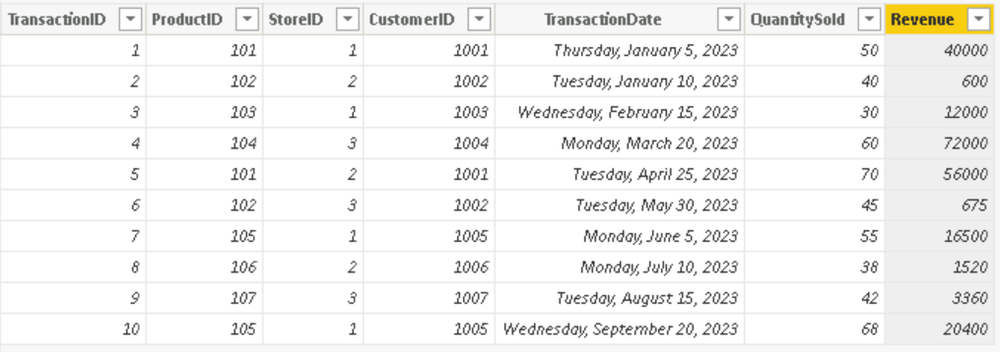 TransactionID ProductID StoreID CustomerID TransactionDate QuantitySold Revenue
1 101 1 1001 Thursday, January 5, 2023 50 40000
2 102 2 1002 Tuesday, January 10, 2023 40 600
3 103 1 1003 Wednesday, February 15, 2023 30 12000
4 104 3 1004 Monday, March 20, 2023 60 72000
5 101 2 1001 Tuesday, April 25, 2023 70 56000
6 102 3 1002 Tuesday, May 30, 2023 45 675
7 105 1 1005 Monday, June 5, 2023 55 16500
8 106 2 1006 Monday, July 10, 2023 38 1520
9 107 3 1007 Tuesday, August 15, 2023 42 3360
10 105 1 1005 Wednesday, September 20, 2023 68 20400